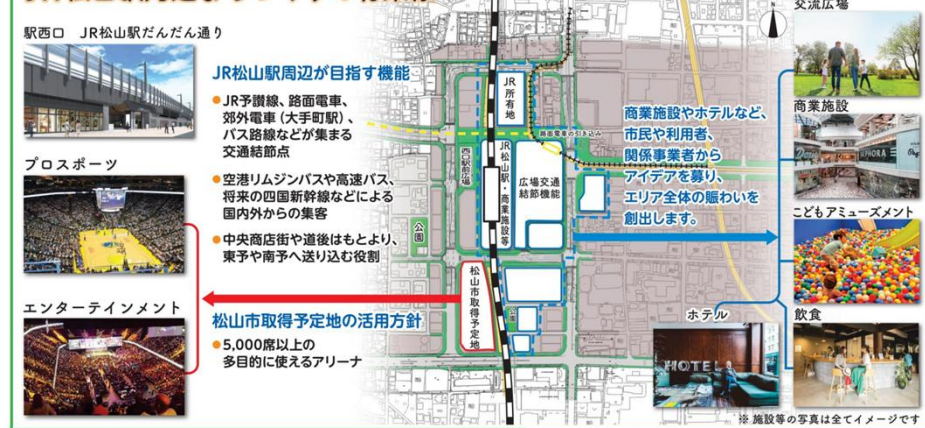 駅西口 JR松山駅だんだん通り
プロスポーツ
エンターテインメント
JR松山駅周辺が目指す機能
●JR予讃線、路面電車、
郊外電車(大手町駅)、
バス路線などが集まる
交通結節点
●空港リムジンバスや高速バス、
将来の四国新幹線などによる
国内外からの集客
●中央商店街や道後はもとより、
東予や南予へ送り込む役割
松山市取得予定地の活用方針
●5,000席以上の
多目的に使えるアリーナ
JR所有地
路面電車の引き込み
西口駅前広場
JR松山駅・商業施設等
広場交通
結節機能
公園
松山市取得予定地
公園
N
商業施設やホテルなど、
市民や利用者、
関係事業者から
アイデアを募り、
エリア全体の賑わいを
創出します。
交流広場
商業施設
SEPHORA
こどもアミューズメント
ホテル
HOTEL
飲食
※ 施設等の写真は全てイメージです